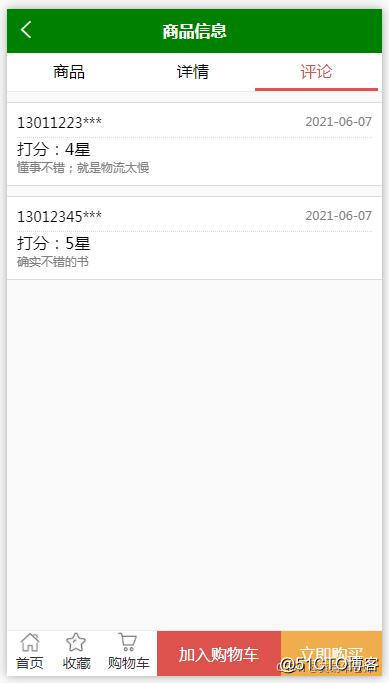 商品信息
商品 详情 评论
13011223*** 2021-06-07
打分：4星
懂事不错；就是物流太慢
13012345*** 2021-06-07
打分：5星
确实不错的书
首页 收藏 购物车 加入购物车 立即购买
@51CTO博客